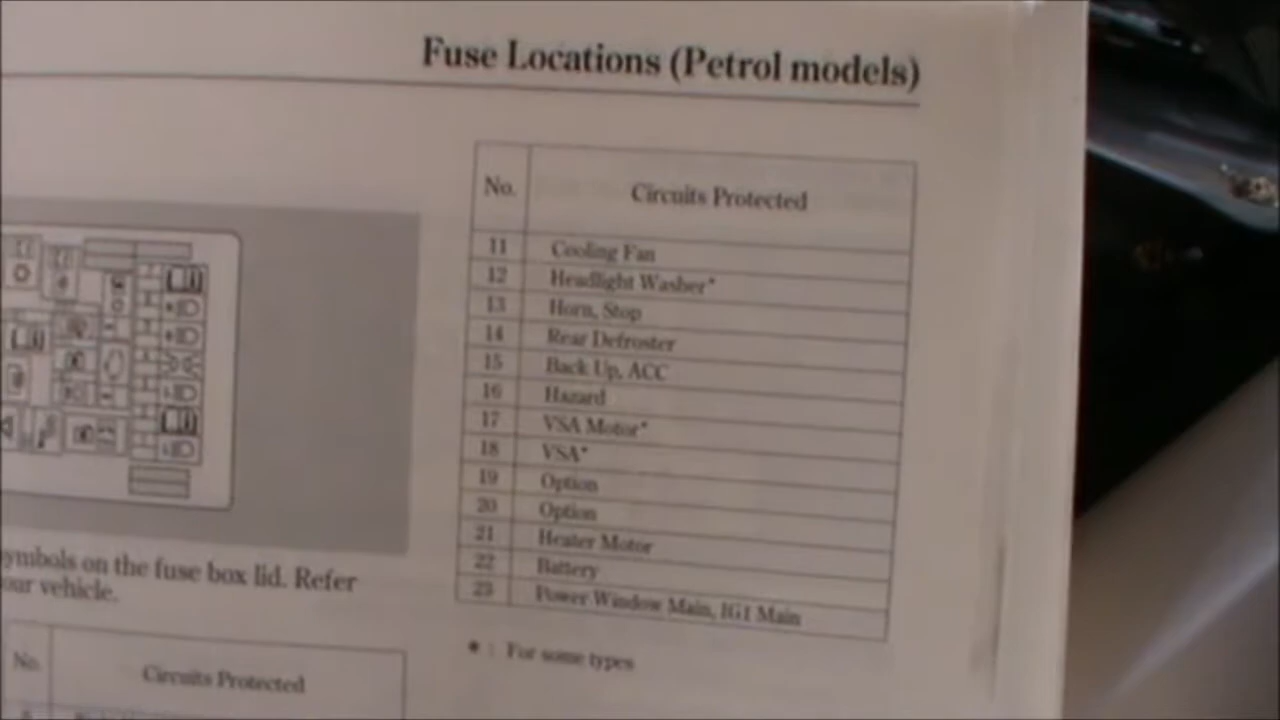 Fuse Locations (Petrol models)
No. Circuits Protected
11 Cooling Fan
12 Headlight Washer*
13 Horn, Stop
14 Rear Defroster
15 Back Up, ACC
16 Hazard
17 VSA Motor*
18 VSA*
19 Option
20 Option
21 Heater Motor
22 Battery
23 Power Window Main, IG1 Main
* : For some types
symbols on the fuse box lid. Refer
our vehicle.
No. Circuits Protected